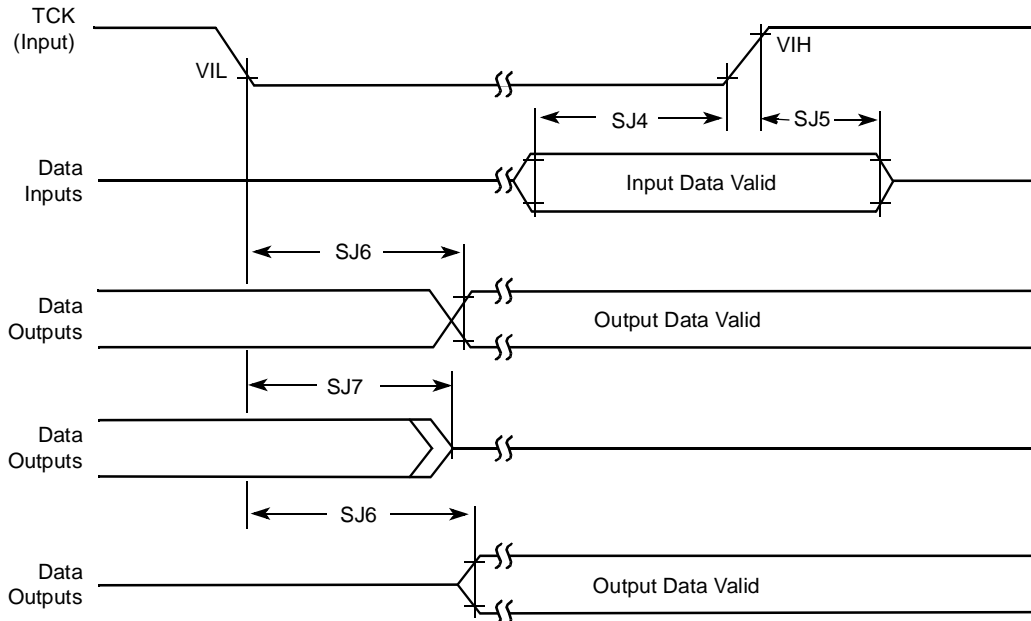 TCK
(Input)
VIL
VIH
SJ4
SJ5
Data
Inputs
Input Data Valid
SJ6
Data
Outputs
Output Data Valid
SJ7
Data
Outputs
SJ6
Data
Outputs
Output Data Valid